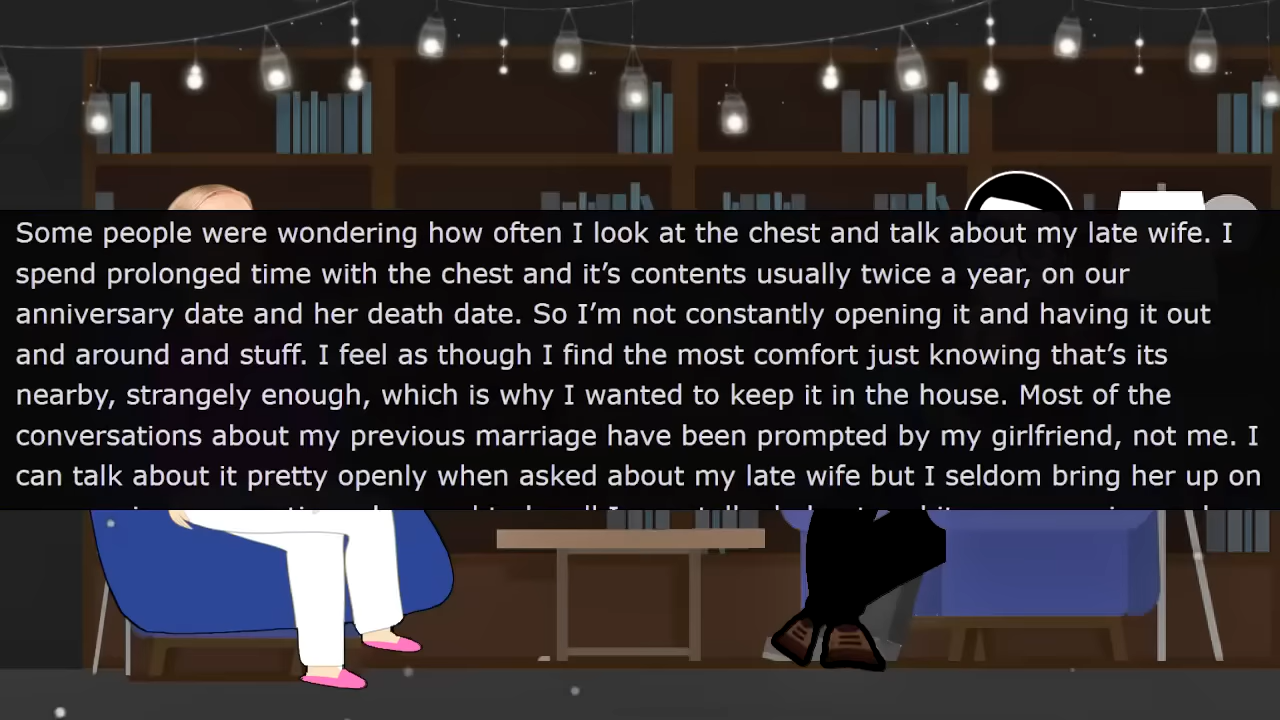 Some people were wondering how often I look at the chest and talk about my late wife. I
spend prolonged time with the chest and it’s contents usually twice a year, on our
anniversary date and her death date. So I’m not constantly opening it and having it out
and around and stuff. I feel as though I find the most comfort just knowing that’s its
nearby, strangely enough, which is why I wanted to keep it in the house. Most of the
conversations about my previous marriage have been prompted by my girlfriend, not me. I
can talk about it pretty openly when asked about my late wife but I seldom bring her up on